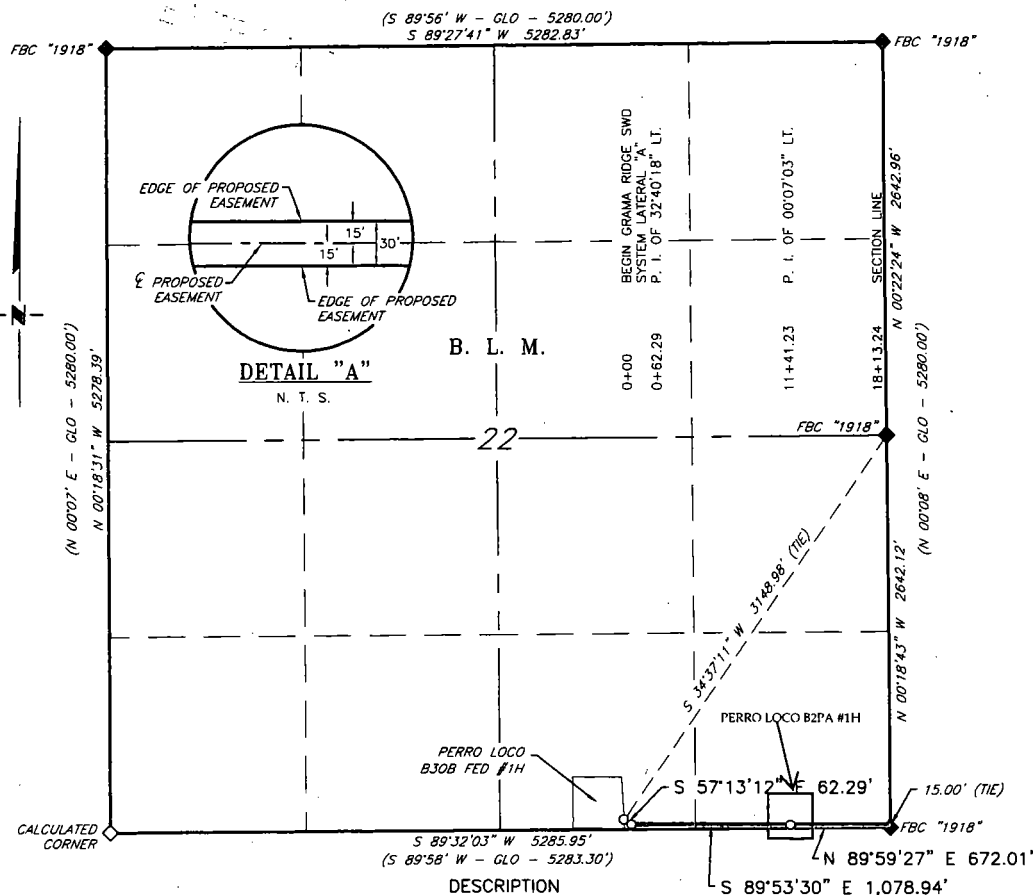 (S 89°56' W - GLO - 5280.00')
S 89°27'41" W 5282.83'
FBC "1918"
FBC "1918"
EDGE OF PROPOSED
EASEMENT
15'
15'
30'
℄ PROPOSED
EASEMENT
EDGE OF PROPOSED
EASEMENT
DETAIL "A"
N. T. S.
N
B. L. M.
0+00 BEGIN GRAMA RIDGE SWD
SYSTEM LATERAL "A"
0+62.29 P. I. OF 32°40'18" LT.
11+41.23 P. I. OF 00°07'03" LT.
18+13.24 SECTION LINE
N 00°22'24" W 2642.96'
(N 00°08' E - GLO - 5280.00')
(N 00°07' E - GLO - 5280.00')
N 00°18'31" W 5278.39'
22
FBC "1918"
S 34°37'11" W 3148.98' (TIE)
N 00°18'43" W 2642.12'
PERRO LOCO B2PA #1H
PERRO LOCO
B3OB FED #1H
S 57°13'12" E 62.29'
15.00' (TIE)
CALCULATED
CORNER
FBC "1918"
S 89°32'03" W 5285.95'
(S 89°58' W - GLO - 5283.30')
N 89°59'27" E 672.01'
S 89°53'30" E 1,078.94'
DESCRIPTION